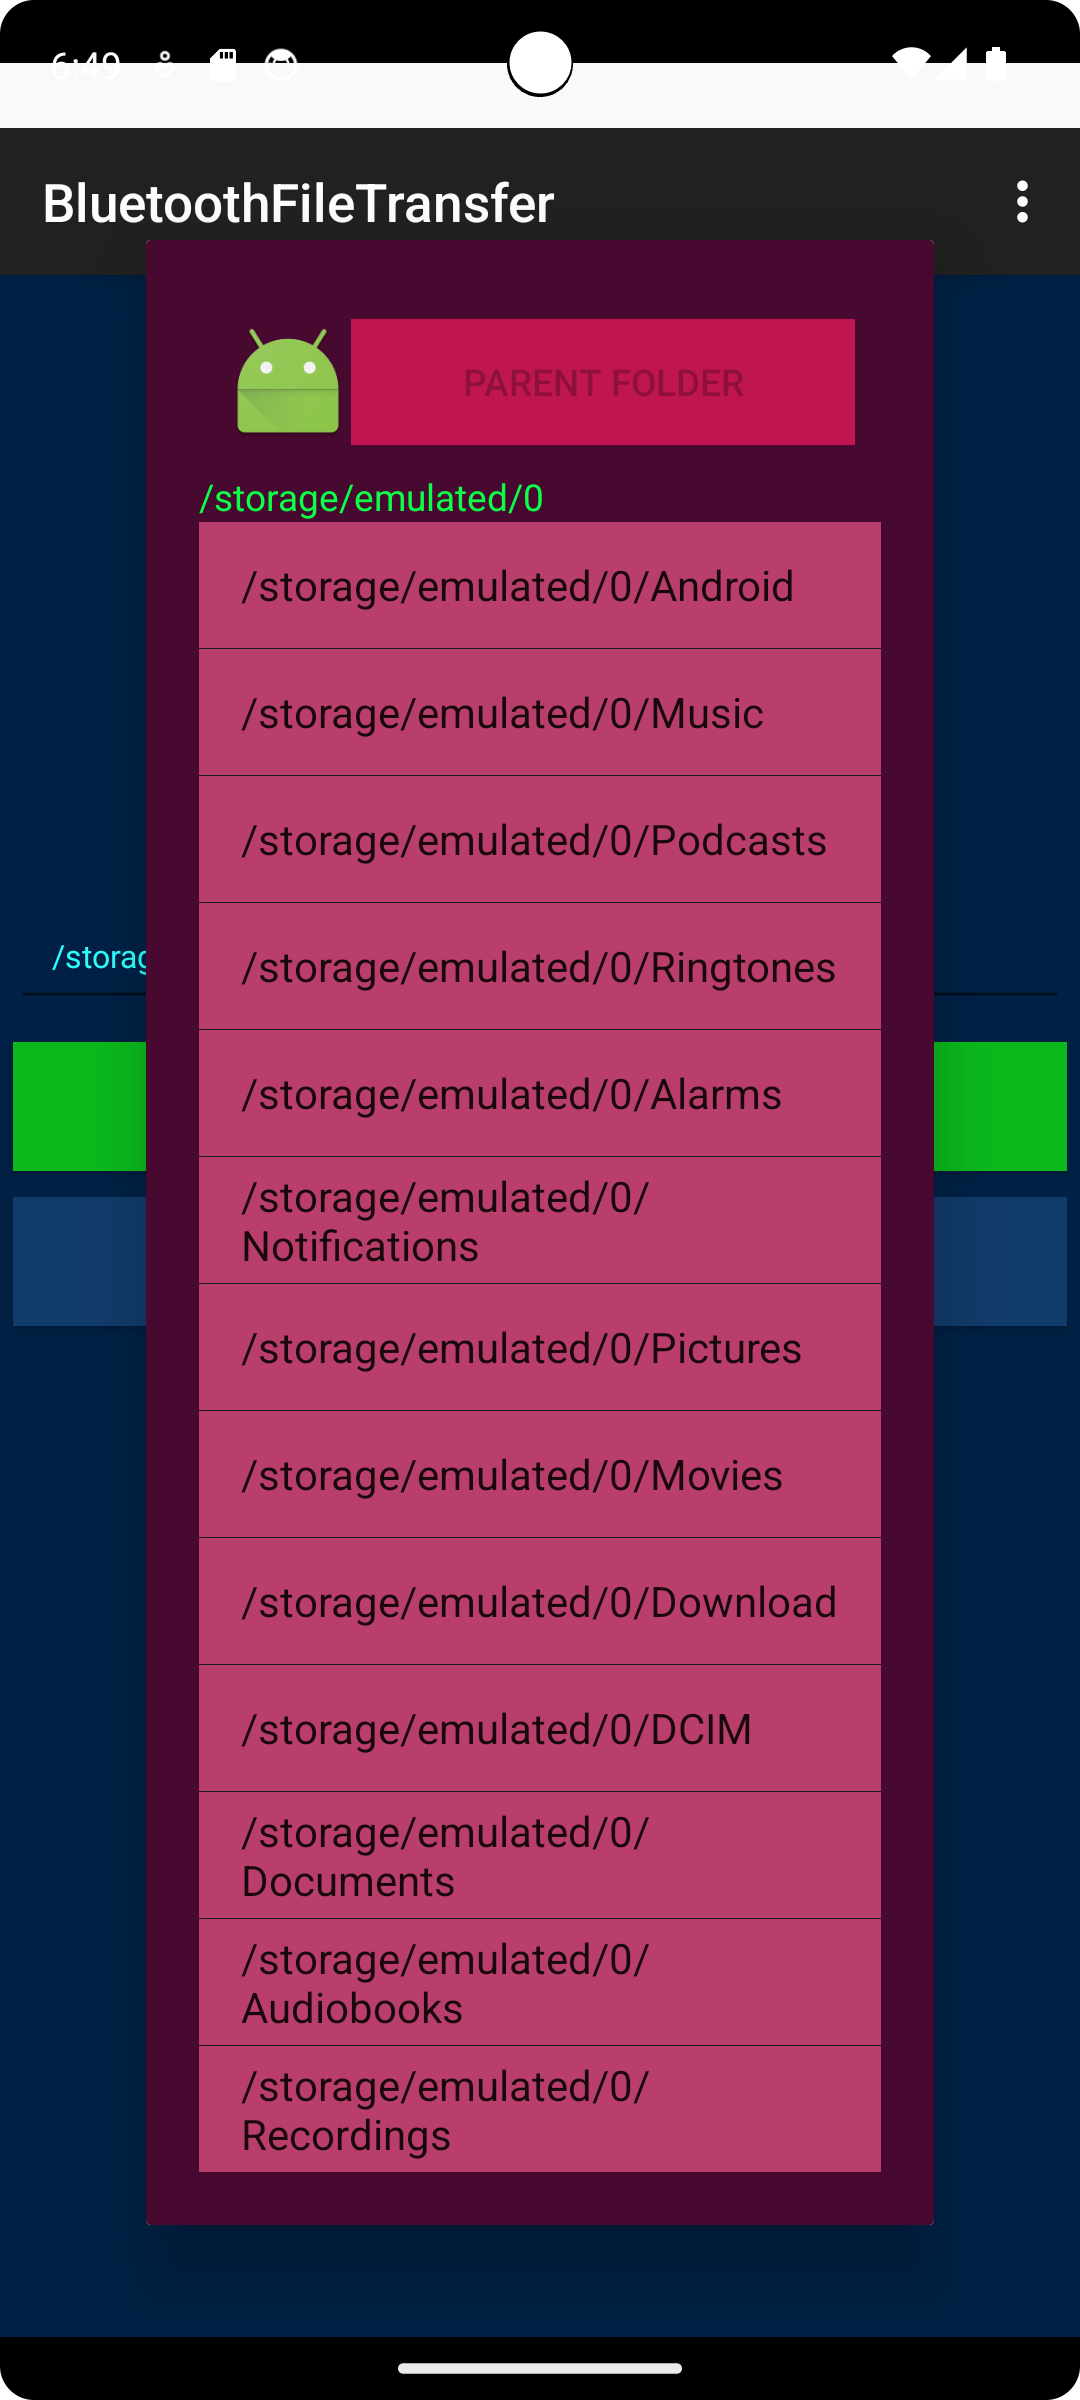 6:49
BluetoothFileTransfer
PARENT FOLDER
/storage/emulated/0
/storage/emulated/0/Android
/storage/emulated/0/Music
/storage/emulated/0/Podcasts
/storage/emulated/0/Ringtones
/storag
/storage/emulated/0/Alarms
/storage/emulated/0/
Notifications
/storage/emulated/0/Pictures
/storage/emulated/0/Movies
/storage/emulated/0/Download
/storage/emulated/0/DCIM
/storage/emulated/0/
Documents
/storage/emulated/0/
Audiobooks
/storage/emulated/0/
Recordings